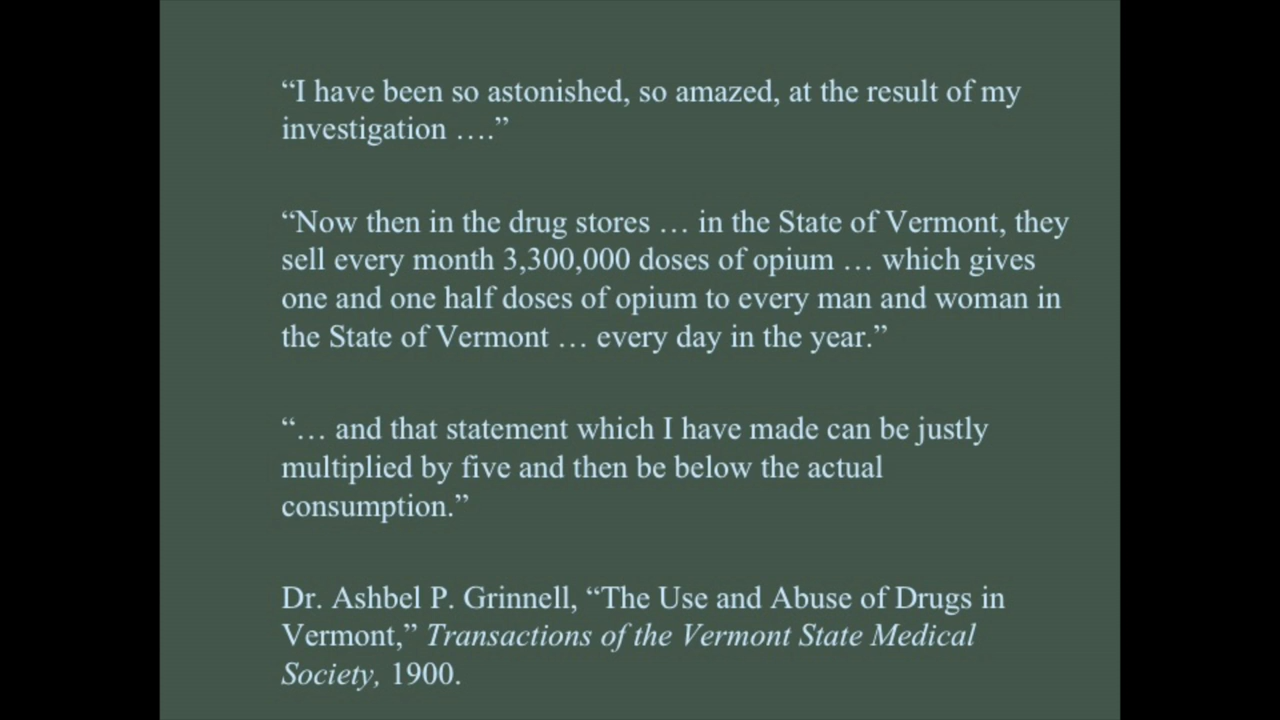 “I have been so astonished, so amazed, at the result of my
investigation ….”
“Now then in the drug stores … in the State of Vermont, they
sell every month 3,300,000 doses of opium … which gives
one and one half doses of opium to every man and woman in
the State of Vermont … every day in the year.”
“… and that statement which I have made can be justly
multiplied by five and then be below the actual
consumption.”
Dr. Ashbel P. Grinnell, “The Use and Abuse of Drugs in
Vermont,” Transactions of the Vermont State Medical
Society, 1900.